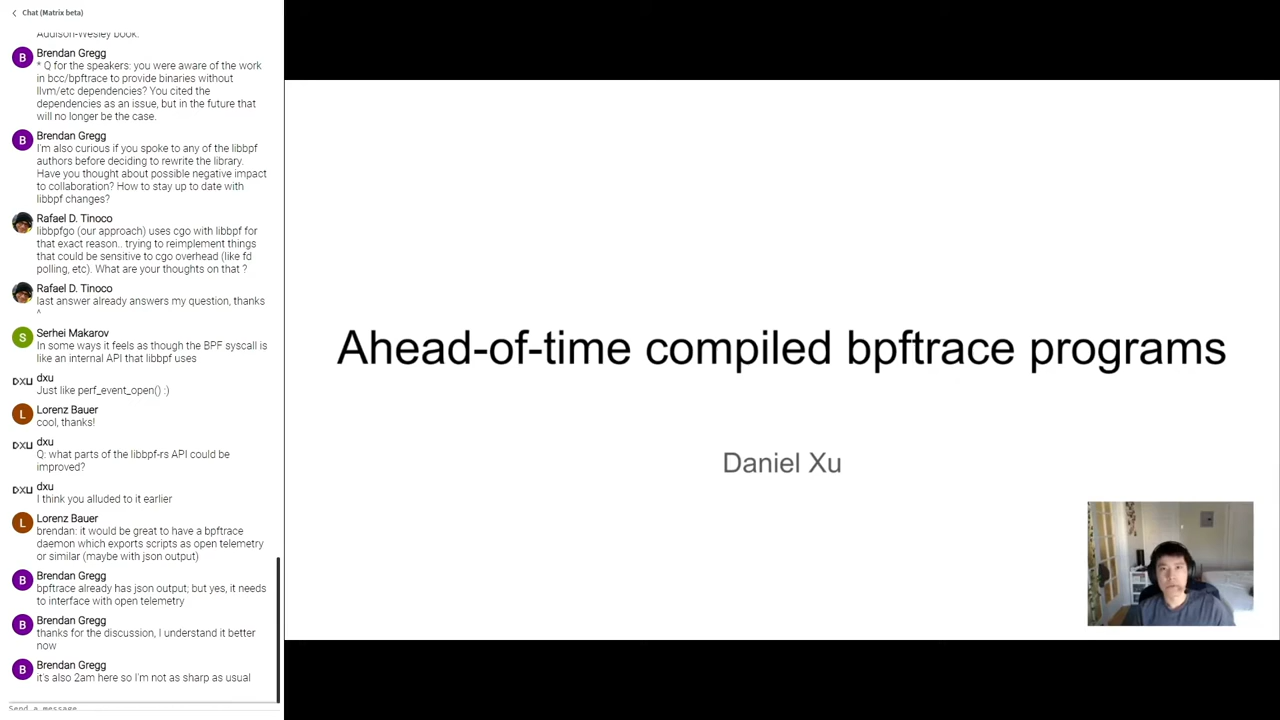 Chat (Matrix beta)
Addison-Wesley book.
Brendan Gregg
* Q for the speakers: you were aware of the work
in bcc/bpftrace to provide binaries without
llvm/etc dependencies? You cited the
dependencies as an issue, but in the future that
will no longer be the case.
Brendan Gregg
I'm also curious if you spoke to any of the libbpf
authors before deciding to rewrite the library.
Have you thought about possible negative impact
to collaboration? How to stay up to date with
libbpf changes?
Rafael D. Tinoco
libbpfgo (our approach) uses cgo with libbpf for
that exact reason.. trying to reimplement things
that could be sensitive to cgo overhead (like fd
polling, etc). What are your thoughts on that ?
Rafael D. Tinoco
last answer already answers my question, thanks
^
Serhei Makarov
In some ways it feels as though the BPF syscall is
like an internal API that libbpf uses
dxu
Just like perf_event_open() :)
Lorenz Bauer
cool, thanks!
dxu
Q: what parts of the libbpf-rs API could be
improved?
dxu
I think you alluded to it earlier
Lorenz Bauer
brendan: it would be great to have a bpftrace
daemon which exports scripts as open telemetry
or similar (maybe with json output)
Brendan Gregg
bpftrace already has json output; but yes, it needs
to interface with open telemetry
Brendan Gregg
thanks for the discussion, I understand it better
now
Brendan Gregg
it's also 2am here so I'm not as sharp as usual
Send a message
B
B
S
DXU
L
DXU
DXU
L
B
B
B
Ahead-of-time compiled bpftrace programs
Daniel Xu